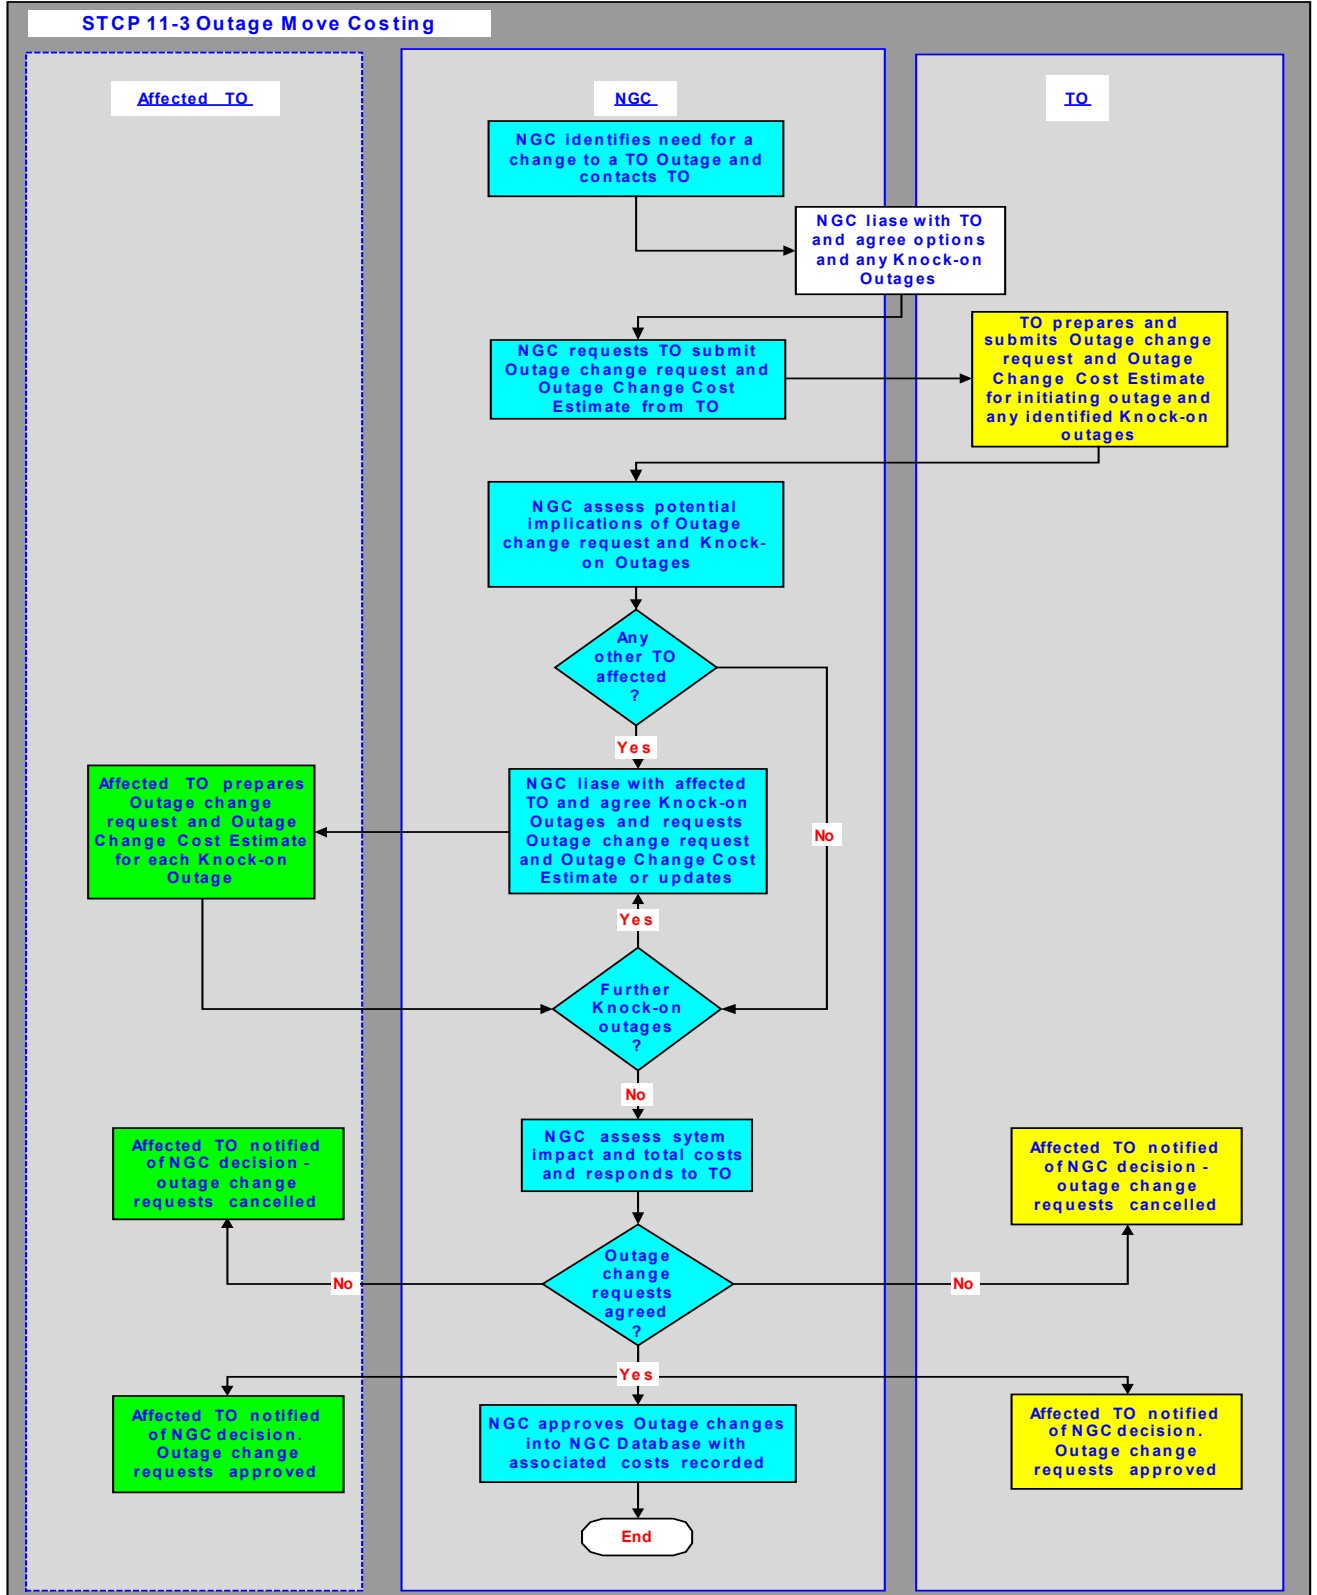 STCP 11-3 Outage Move Costing
Affected TO
NGC
TO
NGC identifies need for a
change to a TO Outage and
contacts TO
NGC liase with TO
and agree options
and any Knock-on
Outages
NGC requests TO submit
Outage change request and
Outage Change Cost
Estimate from TO
TO prepares and
submits Outage change
request and Outage
Change Cost Estimate
for initiating outage and
any identified Knock-on
outages
NGC assess potential
implications of Outage
change request and Knock-
on Outages
Any
other TO
affected
?
Yes
No
NGC liase with affected
TO and agree Knock-on
Outages and requests
Outage change request
and Outage Change Cost
Estimate or updates
Affected TO prepares
Outage change
request and Outage
Change Cost Estimate
for each Knock-on
Outage
Yes
Further
Knock-on
outages
?
No
NGC assess sytem
impact and total costs
and responds to TO
Affected TO notified
of NGC decision -
outage change
requests cancelled
Affected TO notified
of NGC decision -
outage change
requests cancelled
Outage
change
requests
agreed
?
No
No
Yes
Affected TO notified
of NGC decision.
Outage change
requests approved
NGC approves Outage changes
into NGC Database with
associated costs recorded
Affected TO notified
of NGC decision.
Outage change
requests approved
End